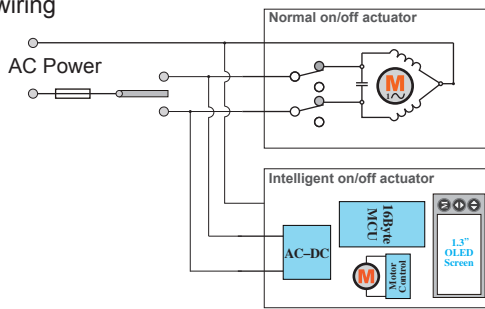 wiring
Normal on/off actuator
AC Power
M
1
Intelligent on/off actuator
16Byte
MCU
AC-DC
M
Motor
Control
M
1.3"
OLED
Screen